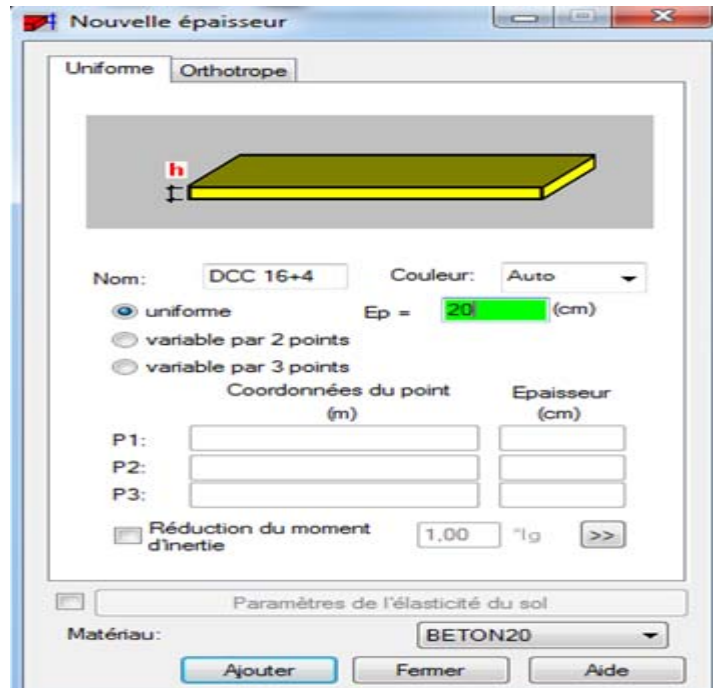 Nouvelle épaisseur
Uniforme Orthotrope
h
Nom: DCC 16+4 Couleur: Auto
uniforme Ep = 20 (cm)
variable par 2 points
variable par 3 points
Coordonnées du point Epaisseur
(m) (cm)
P1:
P2:
P3:
Réduction du moment
d'inertie 1,00 *Ig >>
Paramètres de l'élasticité du sol
Matériau: BETON20
Ajouter Fermer Aide